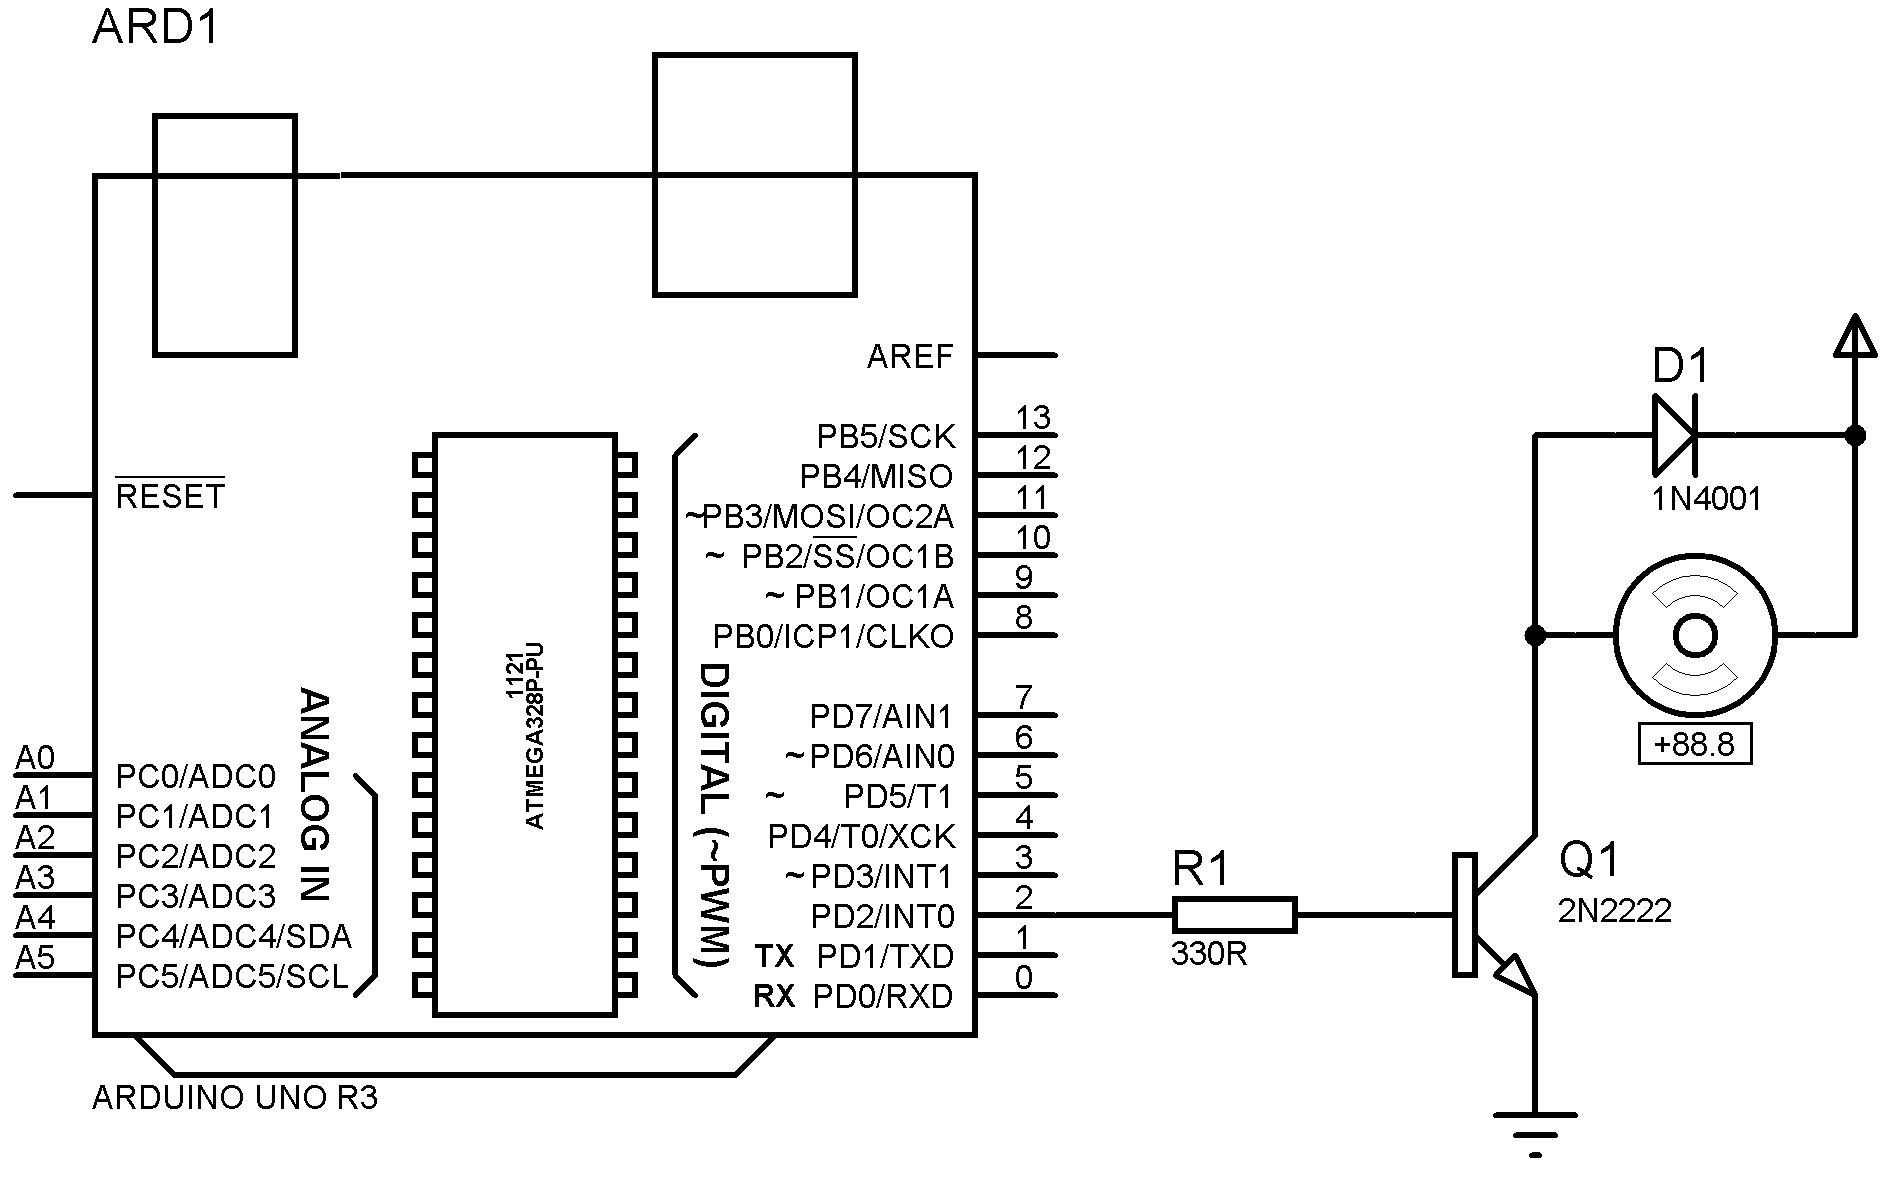 ARD1
AREF
RESET
13
PB5/SCK
12
PB4/MISO
11
~PB3/MOSI/OC2A
10
~ PB2/SS/OC1B
9
~ PB1/OC1A
8
PB0/ICP1/CLKO
7
PD7/AIN1
6
~PD6/AIN0
5
~ PD5/T1
4
PD4/T0/XCK
3
~PD3/INT1
2
PD2/INT0
1
TX PD1/TXD
0
RX PD0/RXD
DIGITAL (~PWM)
1121
ATMEGA328P-PU
ANALOG IN
A0
PC0/ADC0
A1
PC1/ADC1
A2
PC2/ADC2
A3
PC3/ADC3
A4
PC4/ADC4/SDA
A5
PC5/ADC5/SCL
ARDUINO UNO R3
R1
330R
D1
1N4001
+88.8
Q1
2N2222